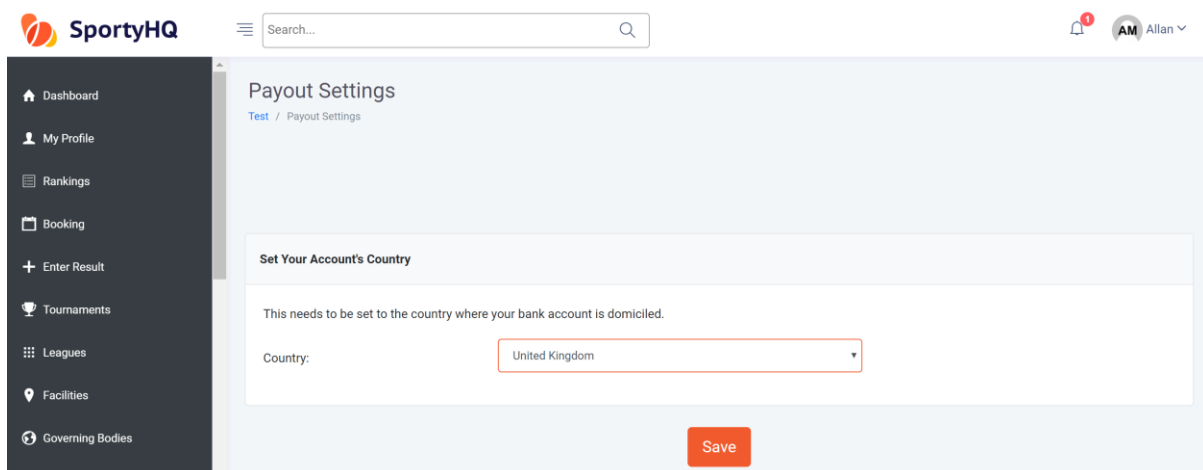 SportyHQ
Search...
1
AM Allan
Dashboard
My Profile
Rankings
Booking
Enter Result
Tournaments
Leagues
Facilities
Governing Bodies
Payout Settings
Test / Payout Settings
Set Your Account's Country
This needs to be set to the country where your bank account is domiciled.
Country: United Kingdom
Save